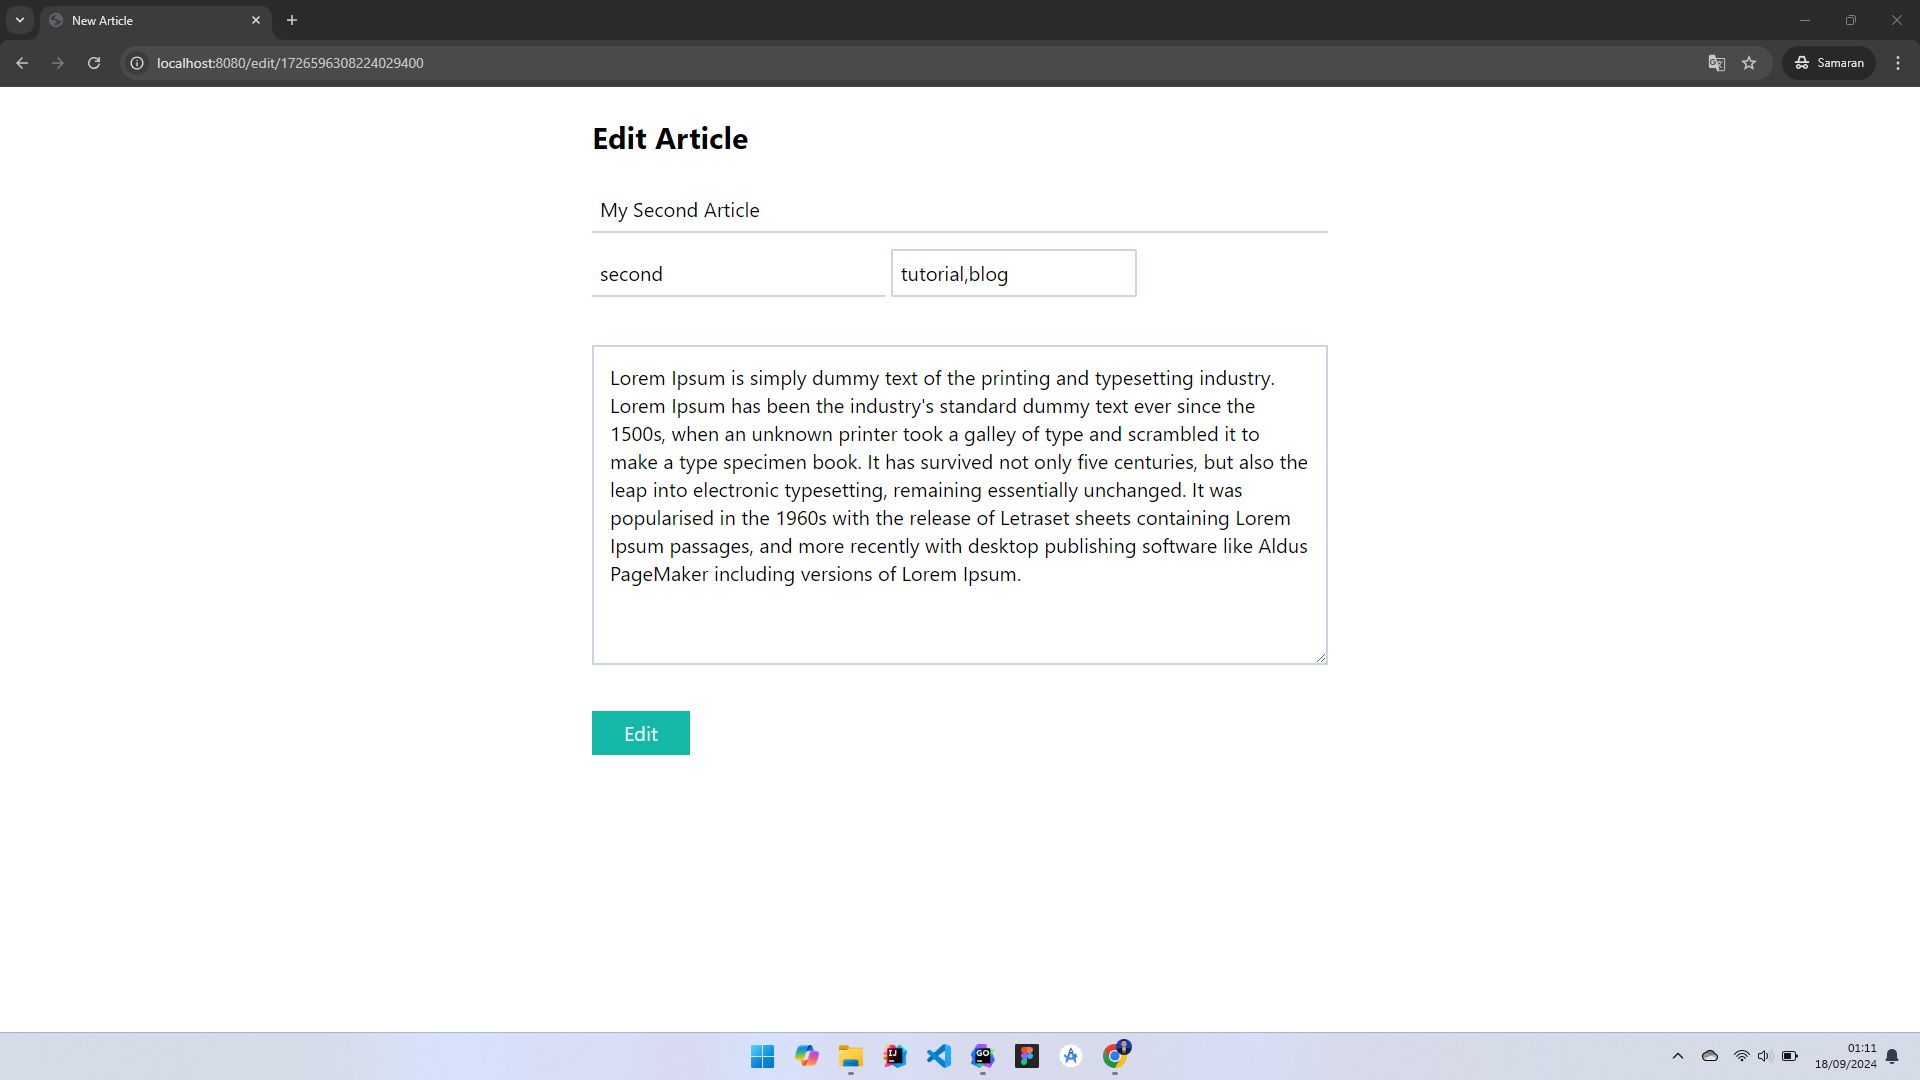 New Article
localhost:8080/edit/1726596308224029400
Samaran
Edit Article
My Second Article
second
tutorial,blog
Lorem Ipsum is simply dummy text of the printing and typesetting industry.
Lorem Ipsum has been the industry's standard dummy text ever since the
1500s, when an unknown printer took a galley of type and scrambled it to
make a type specimen book. It has survived not only five centuries, but also the
leap into electronic typesetting, remaining essentially unchanged. It was
popularised in the 1960s with the release of Letraset sheets containing Lorem
Ipsum passages, and more recently with desktop publishing software like Aldus
PageMaker including versions of Lorem Ipsum.
Edit
IJ
GO
01:11
18/09/2024